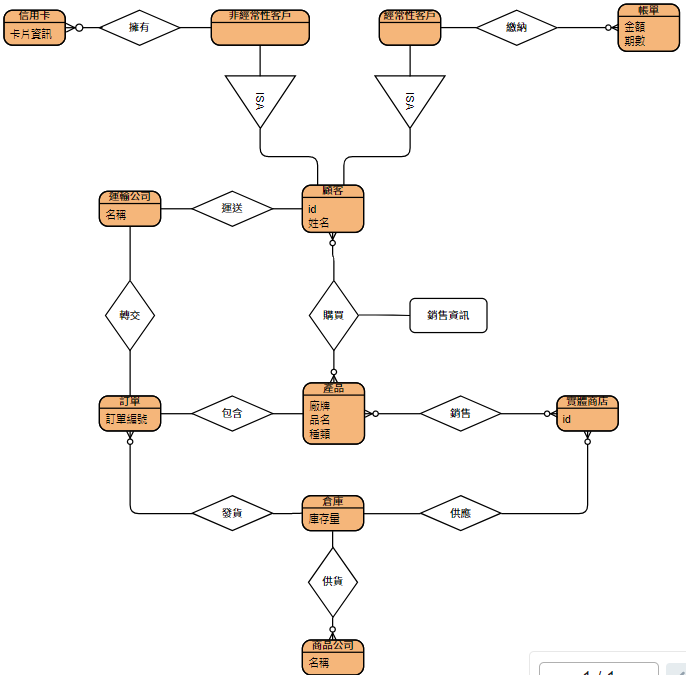 信用卡
卡片資訊
擁有
非經常性客戶
經常性客戶
繳納
帳單
金額
期數
ISA
ISA
運輸公司
名稱
運送
顧客
id
姓名
轉交
購買
銷售資訊
訂單
訂單編號
包含
產品
廠牌
品名
種類
銷售
實體商店
id
發貨
倉庫
庫存量
供應
供貨
商品公司
名稱
1 / 1